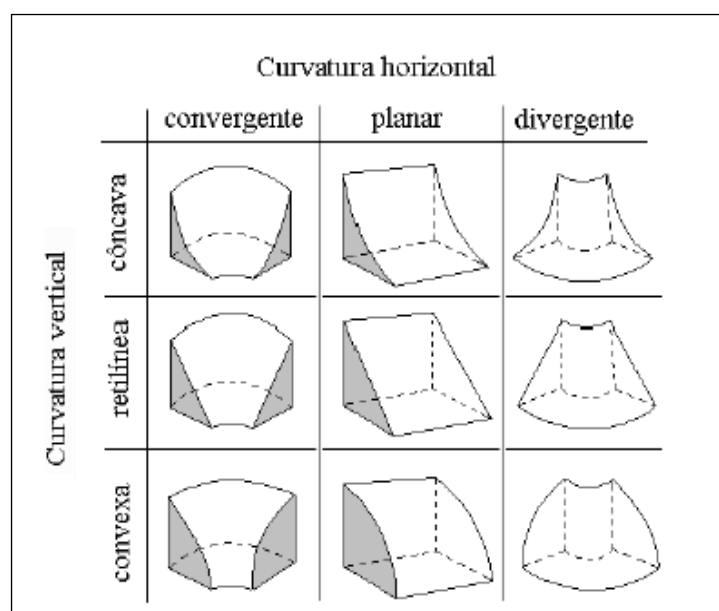 Curvatura horizontal
convergente planar divergente
Curvatura vertical
côncava
retilínea
convexa